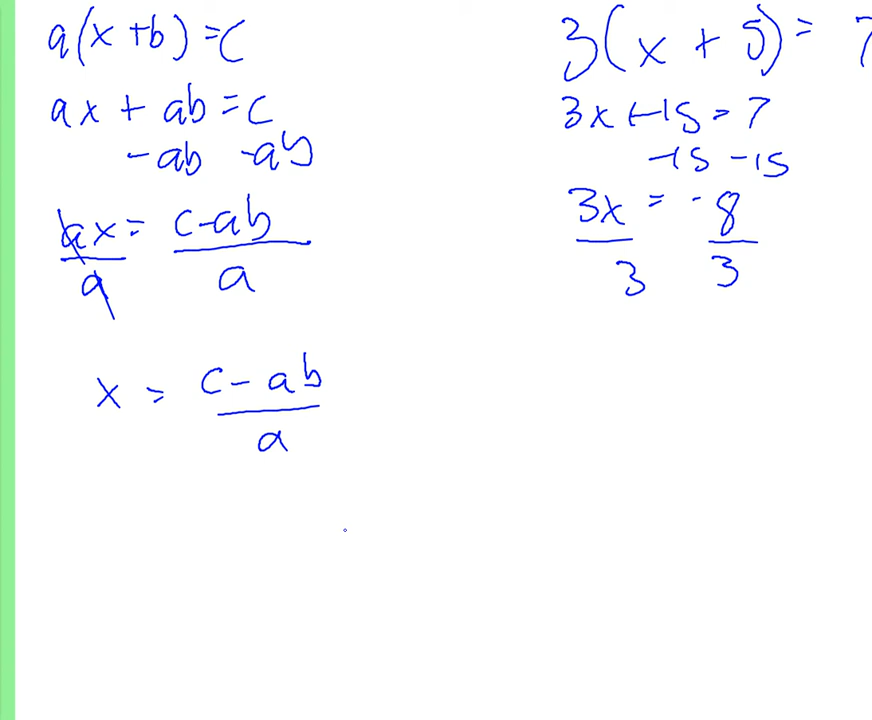 a(x+b)=c
ax + ab = c
-ab -ab
ax = c-ab
a a
x = c - ab
a
3(x + 5) = 7
3x + 15 = 7
-15 -15
3x = -8
3 3